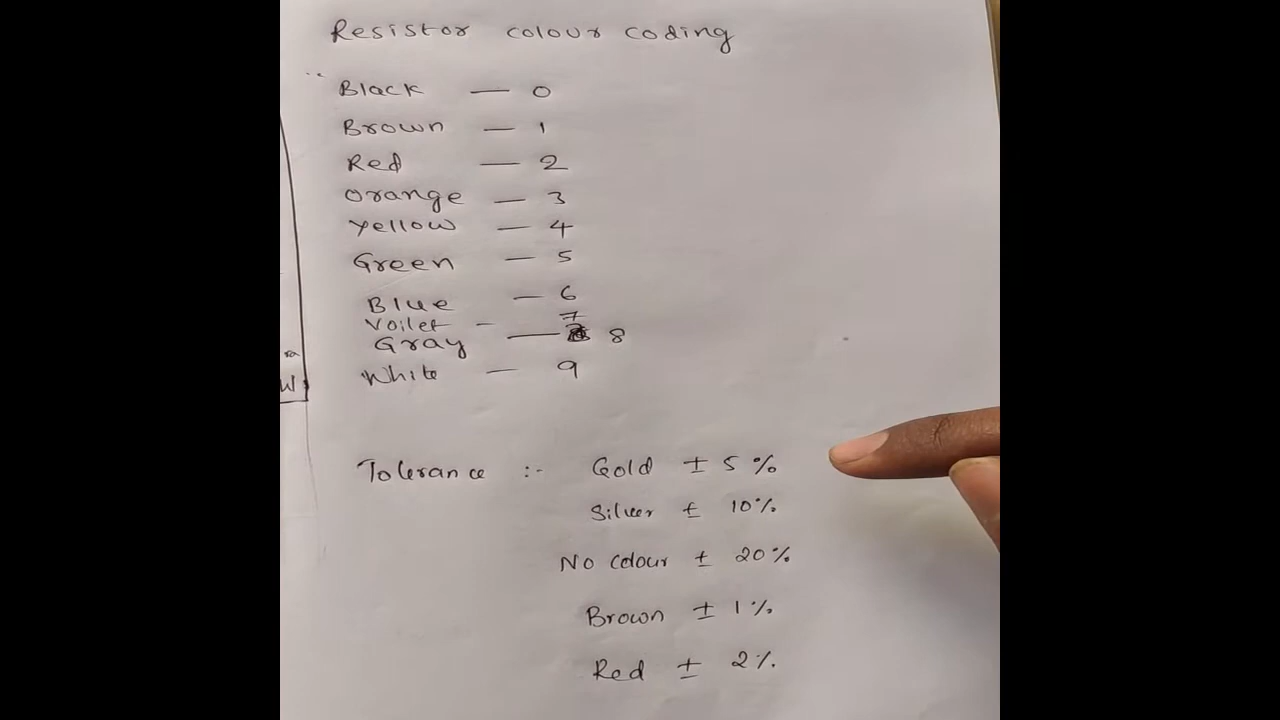 Resistor colour coding
Black — 0
Brown — 1
Red — 2
Orange — 3
Yellow — 4
Green — 5
Blue — 6
Voilet - 7
Gray — 8
White — 9
Tolerance :- Gold ± 5%
Silver ± 10%
No colour ± 20%
Brown ± 1%
Red ± 2%